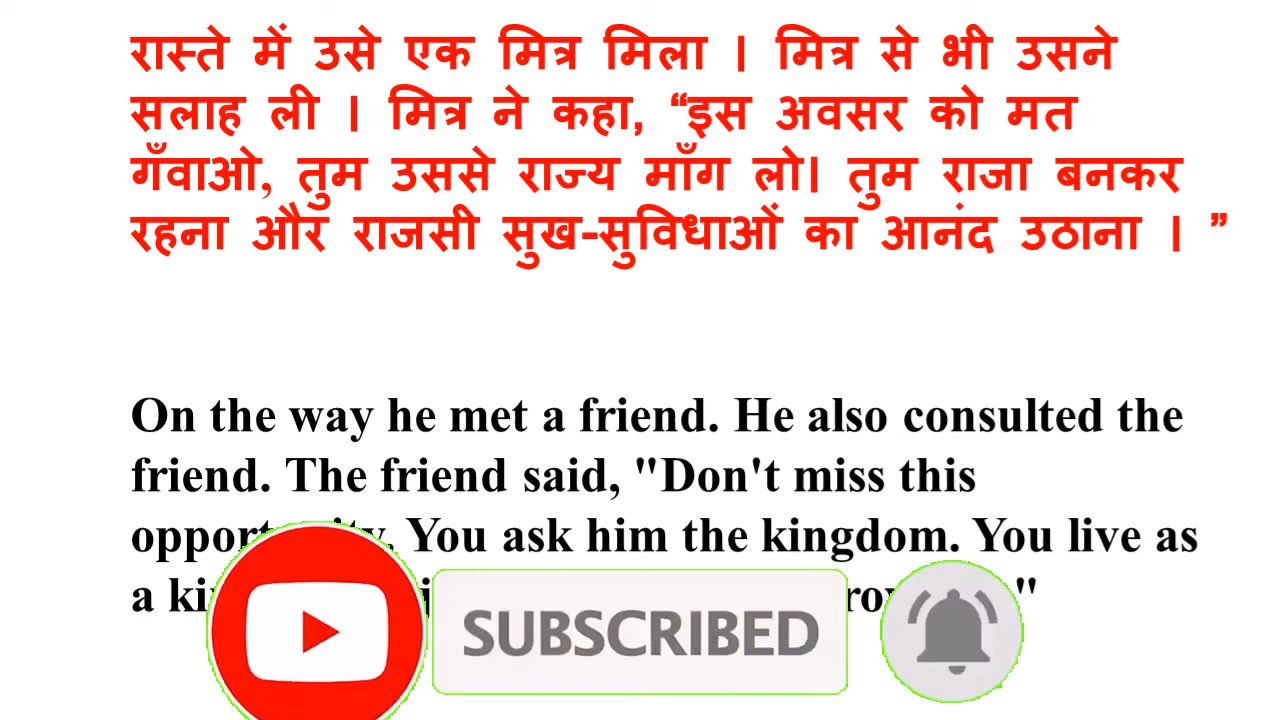 रास्ते में उसे एक मित्र मिला । मित्र से भी उसने
सलाह ली । मित्र ने कहा, “इस अवसर को मत
गँवाओ, तुम उससे राज्य माँग लो। तुम राजा बनकर
रहना और राजसी सुख-सुविधाओं का आनंद उठाना । ”
On the way he met a friend. He also consulted the
friend. The friend said, "Don't miss this
You ask him the kingdom. You live as
a "
SUBSCRIBED